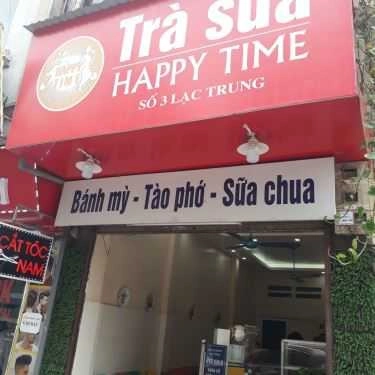 Trà sữa
HAPPY TIME
SỐ 3 LẠC TRUNG
Bánh mỳ - Tào phớ - Sữa chua
CẮT TÓC
NAM